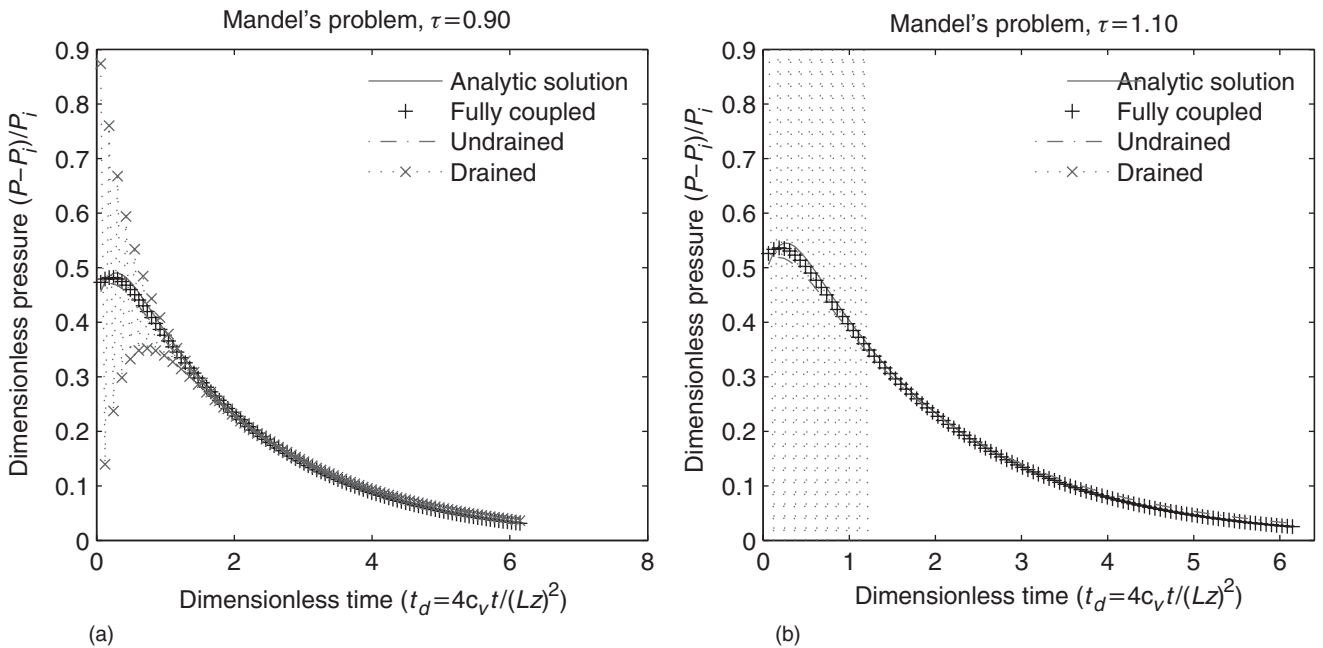 Mandel's problem, τ=0.90
Dimensionless pressure (P–P_i)/P_i
0.9
0.8
0.7
0.6
0.5
0.4
0.3
0.2
0.1
0
Analytic solution
Fully coupled
Undrained
Drained
0 2 4 6 8
Dimensionless time (t_d=4c_vt/(Lz)^2)
(a)
Mandel's problem, τ=1.10
Dimensionless pressure (P–P_i)/P_i
0.9
0.8
0.7
0.6
0.5
0.4
0.3
0.2
0.1
0
Analytic solution
Fully coupled
Undrained
Drained
0 1 2 3 4 5 6
Dimensionless time (t_d=4c_vt/(Lz)^2)
(b)